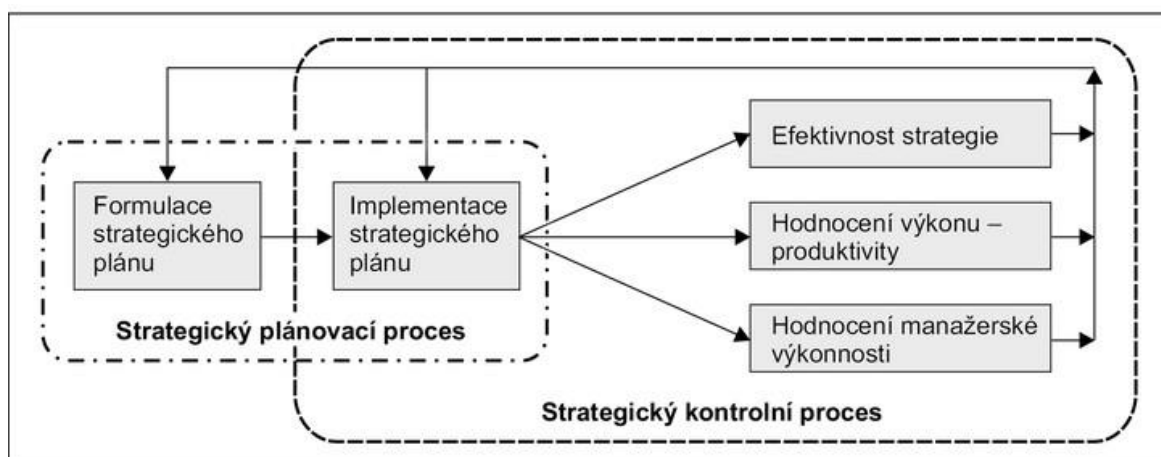 Efektivnost strategie
Formulace
strategického
plánu
Implementace
strategického
plánu
Hodnocení výkonu –
produktivity
Hodnocení manažerské
výkonnosti
Strategický plánovací proces
Strategický kontrolní proces